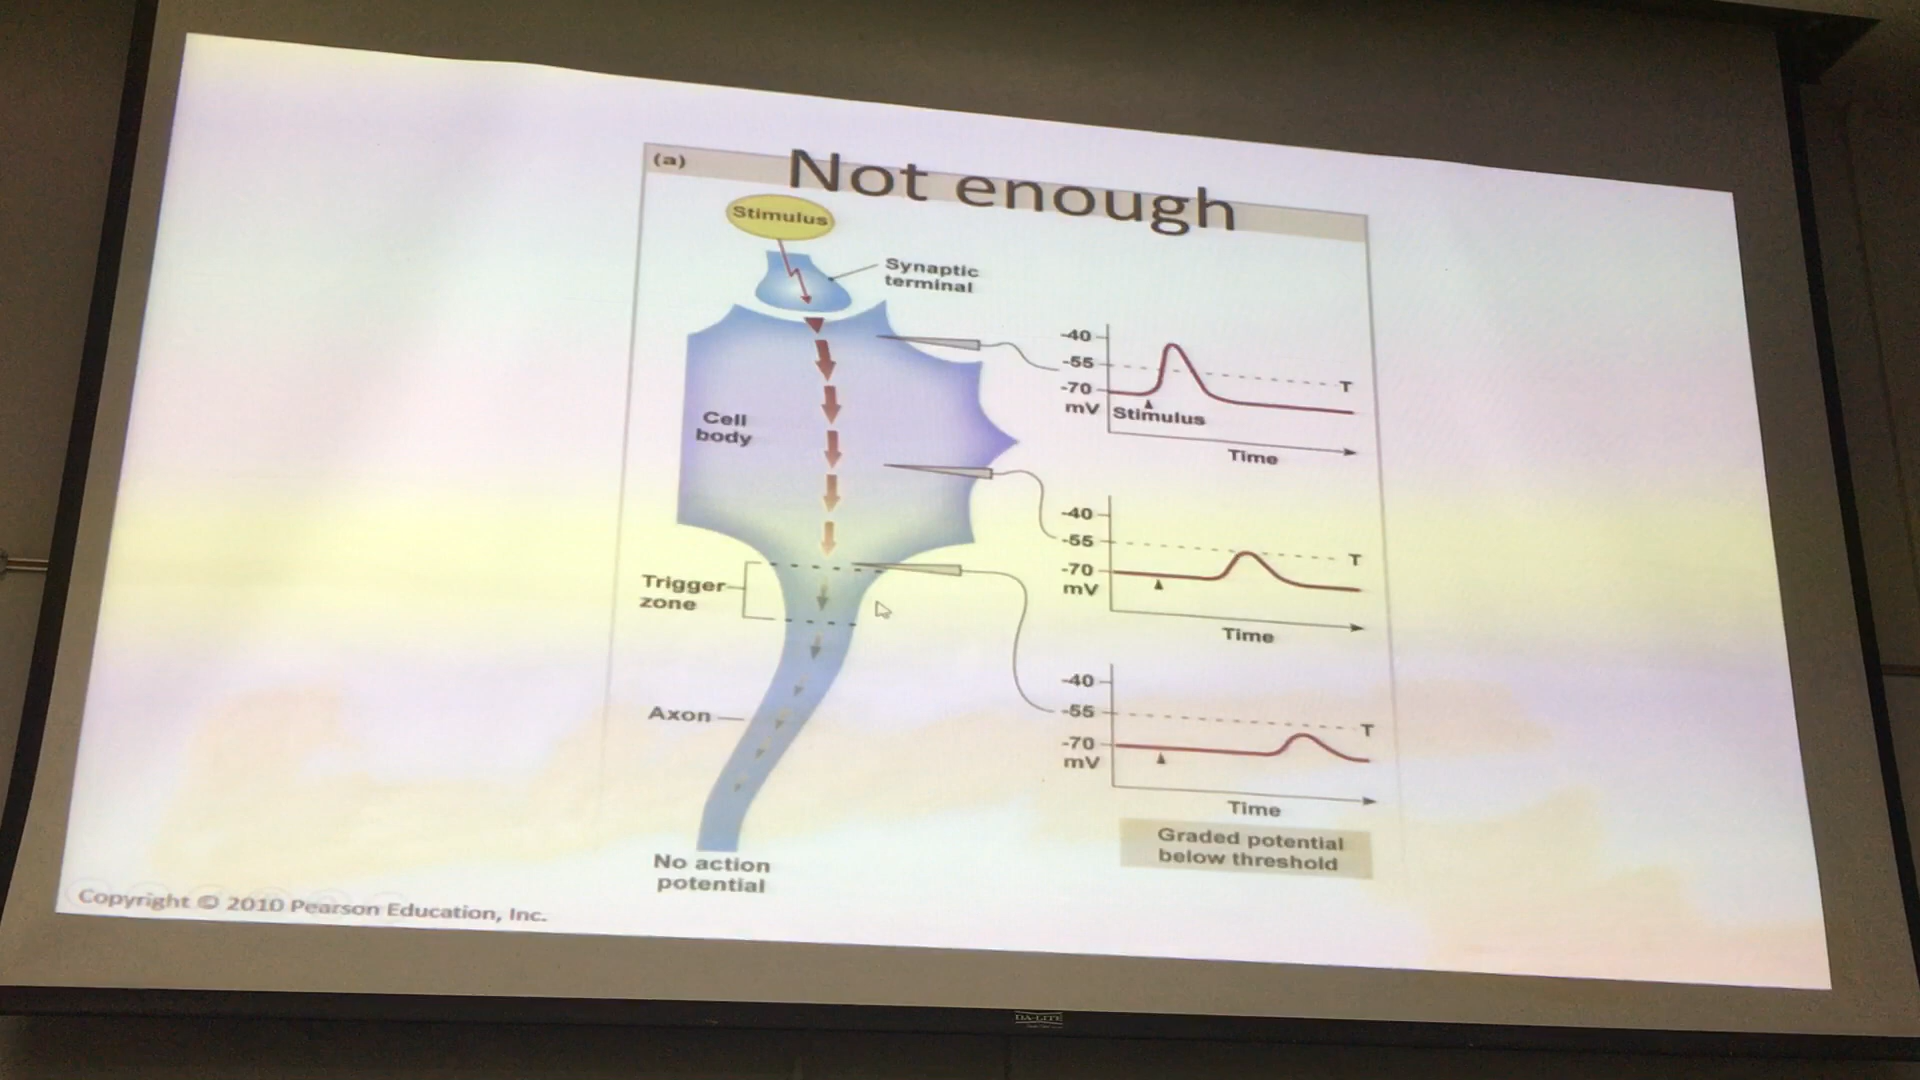 (a)
Not enough
Stimulus
Synaptic
terminal
Cell
body
Trigger
zone
Axon
No action
potential
-40
-55
-70
mV
T
Stimulus
Time
-40
-55
-70
mV
T
Time
-40
-55
-70
mV
T
Time
Graded potential
below threshold
Copyright © 2010 Pearson Education, Inc.
DA-LITE